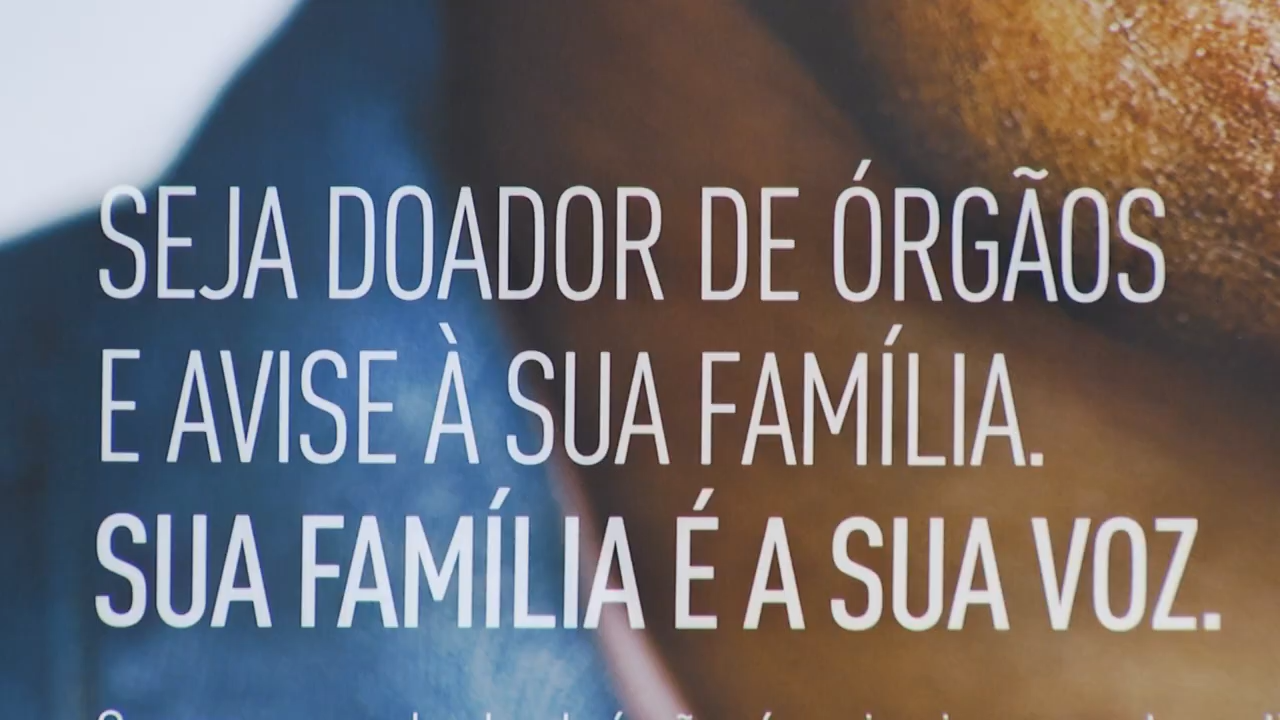 SEJA DOADOR DE ÓRGÃOS
E AVISE À SUA FAMÍLIA.
SUA FAMÍLIA É A SUA VOZ.